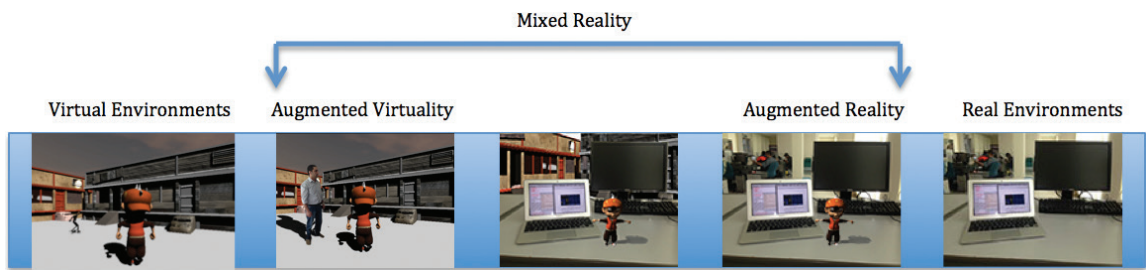 Mixed Reality
Virtual Environments
Augmented Virtuality
Augmented Reality
Real Environments